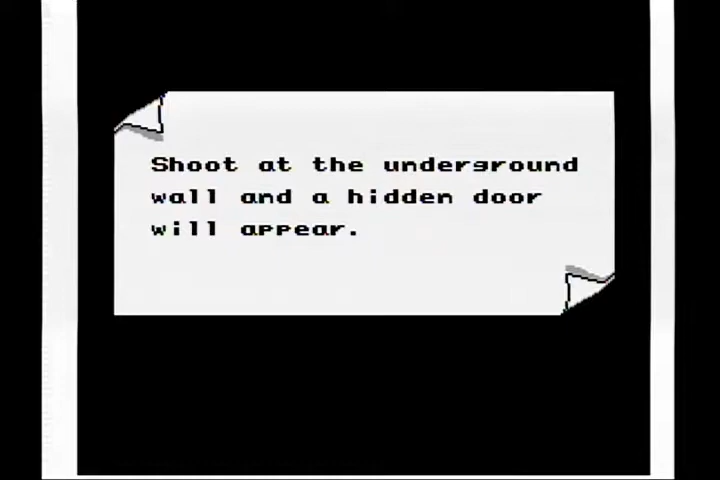 Shoot at the underground
wall and a hidden door
will appear.